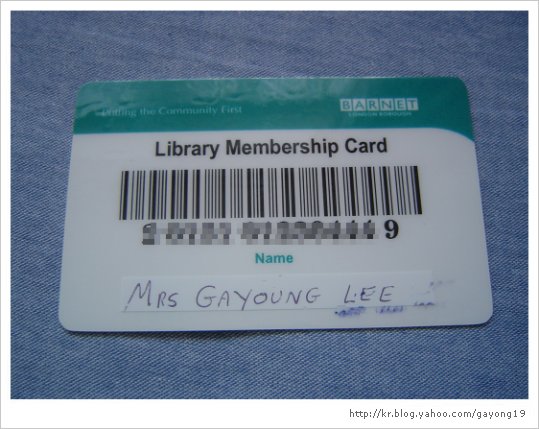 Putting the Community First
BARNET
LONDON BOROUGH
Library Membership Card
9
Name
MRS GAYOUNG LEE
http://kr.blog.yahoo.com/gayong19